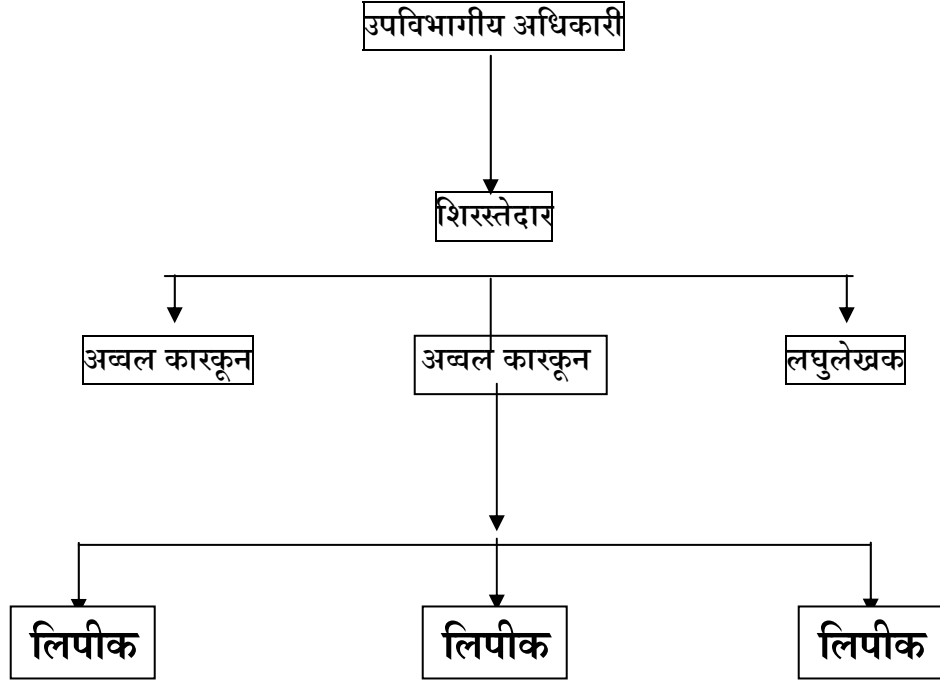 उपविभागीय अधिकारी
शिरस्तेदार
अव्वल कारकून
अव्वल कारकून
लघुलेखक
लिपीक
लिपीक
लिपीक